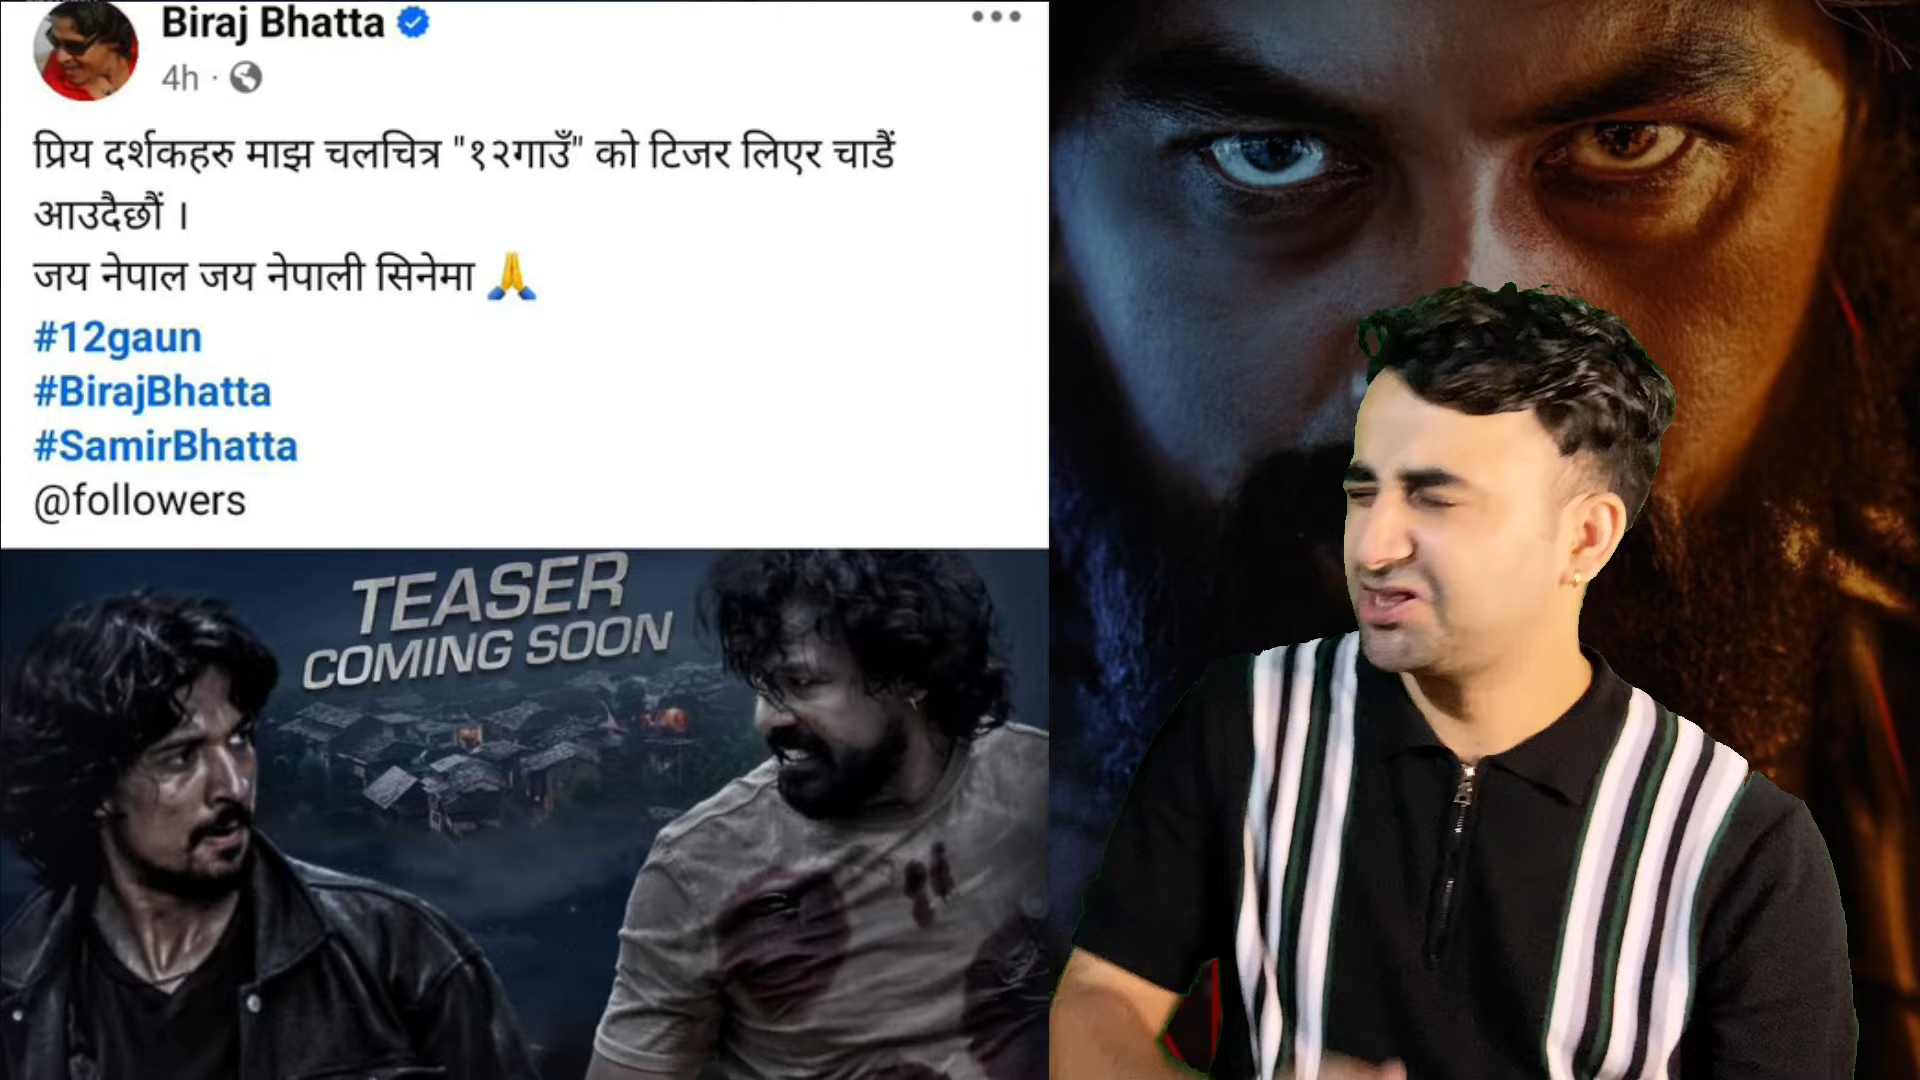 Biraj Bhatta
4h ·
प्रिय दर्शकहरु माझ चलचित्र "१२गाउँ" को टिजर लिएर चाडैं
आउदैछौं ।
जय नेपाल जय नेपाली सिनेमा 🙏
#12gaun
#BirajBhatta
#SamirBhatta
@followers
TEASER
COMING SOON